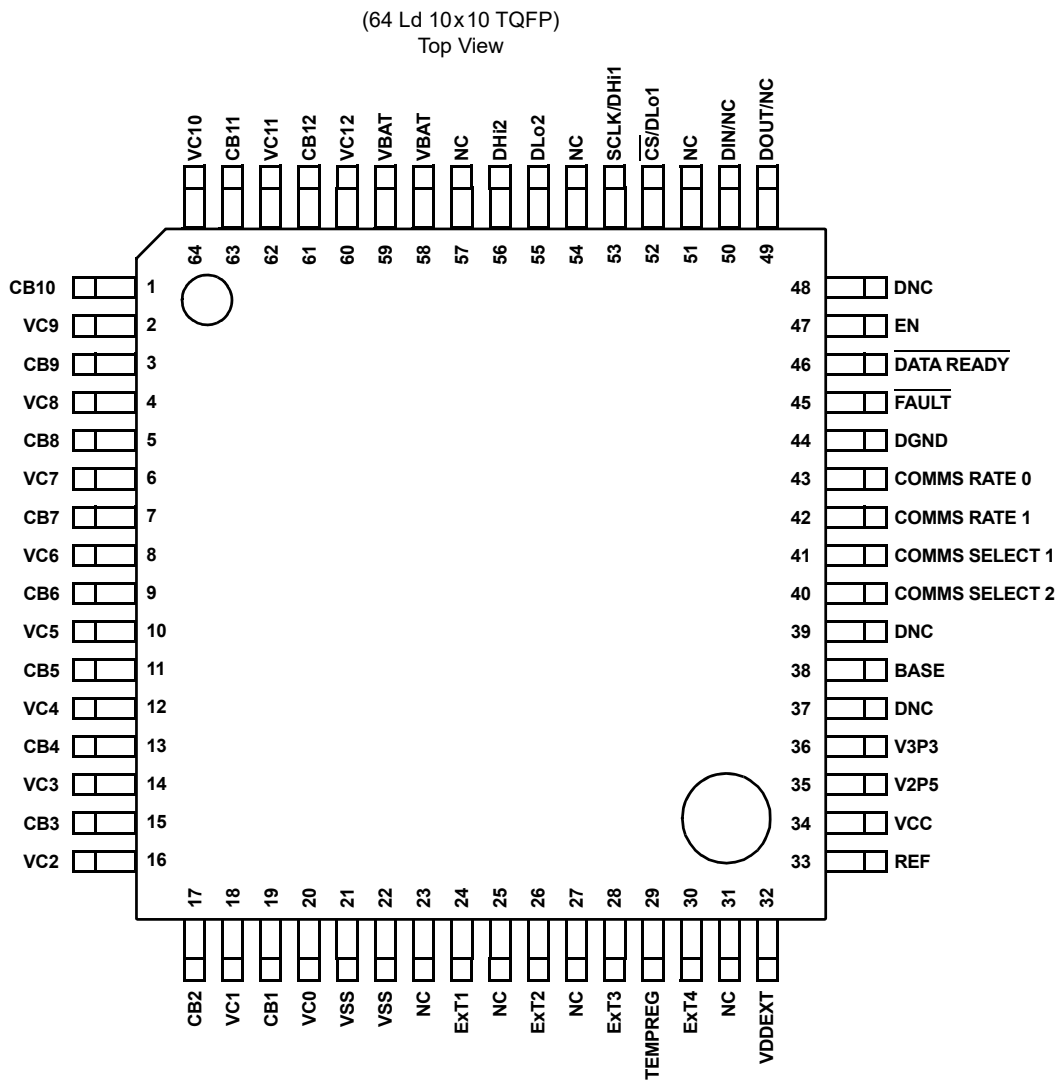 (64 Ld 10x10 TQFP)
Top View
VC10
CB11
VC11
CB12
VC12
VBAT
VBAT
NC
DHi2
DLo2
NC
SCLK/DHi1
CS/DLo1
NC
DIN/NC
DOUT/NC
64 63 62 61 60 59 58 57 56 55 54 53 52 51 50 49
CB10 1 48 DNC
VC9 2 47 EN
CB9 3 46 DATA READY
VC8 4 45 FAULT
CB8 5 44 DGND
VC7 6 43 COMMS RATE 0
CB7 7 42 COMMS RATE 1
VC6 8 41 COMMS SELECT 1
CB6 9 40 COMMS SELECT 2
VC5 10 39 DNC
CB5 11 38 BASE
VC4 12 37 DNC
CB4 13 36 V3P3
VC3 14 35 V2P5
CB3 15 34 VCC
VC2 16 33 REF
17 18 19 20 21 22 23 24 25 26 27 28 29 30 31 32
CB2
VC1
CB1
VC0
VSS
VSS
NC
ExT1
NC
ExT2
NC
ExT3
TEMPREG
ExT4
NC
VDDEXT